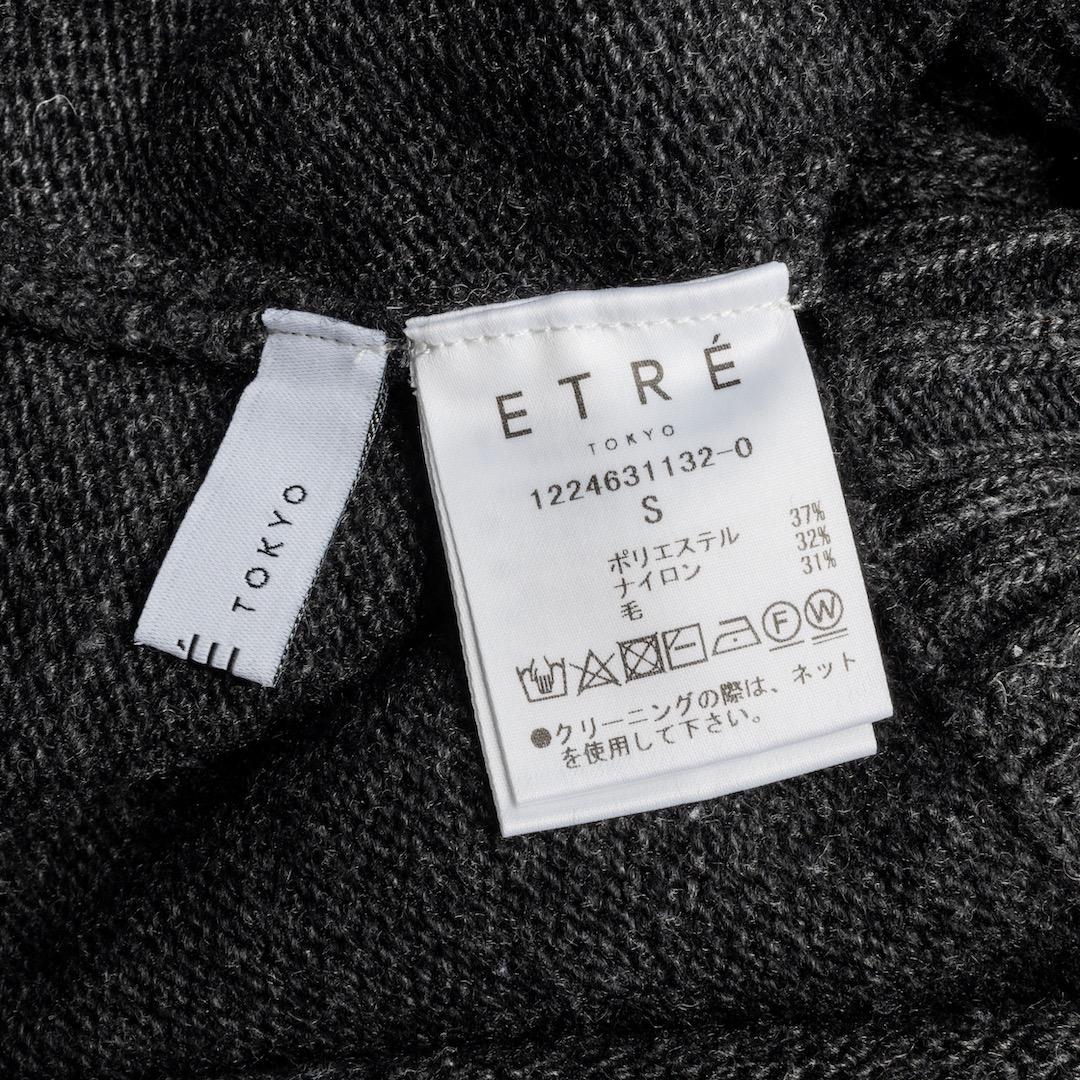 ETRÉ
TOKYO
1224631132-0
S
ポリエステル 37%
ナイロン 32%
毛 31%
F W
●クリーニングの際は、ネット
を使用して下さい。
É
TOKYO